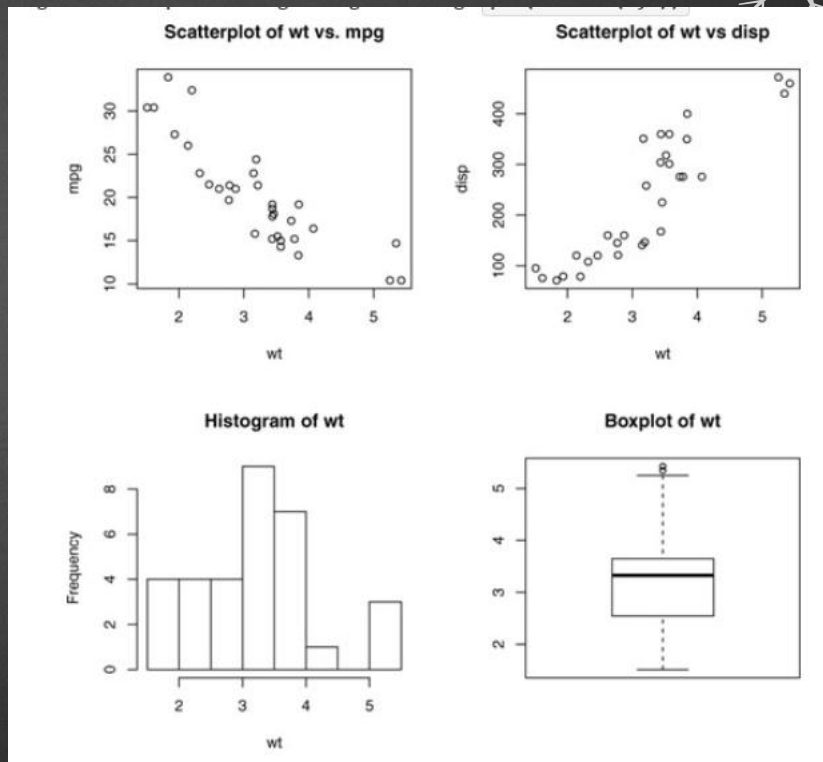 Scatterplot of wt vs. mpg
mpg
10 15 20 25 30
2 3 4 5
wt
Scatterplot of wt vs disp
disp
100 200 300 400
2 3 4 5
wt
Histogram of wt
Frequency
0 2 4 6 8
2 3 4 5
wt
Boxplot of wt
2 3 4 5